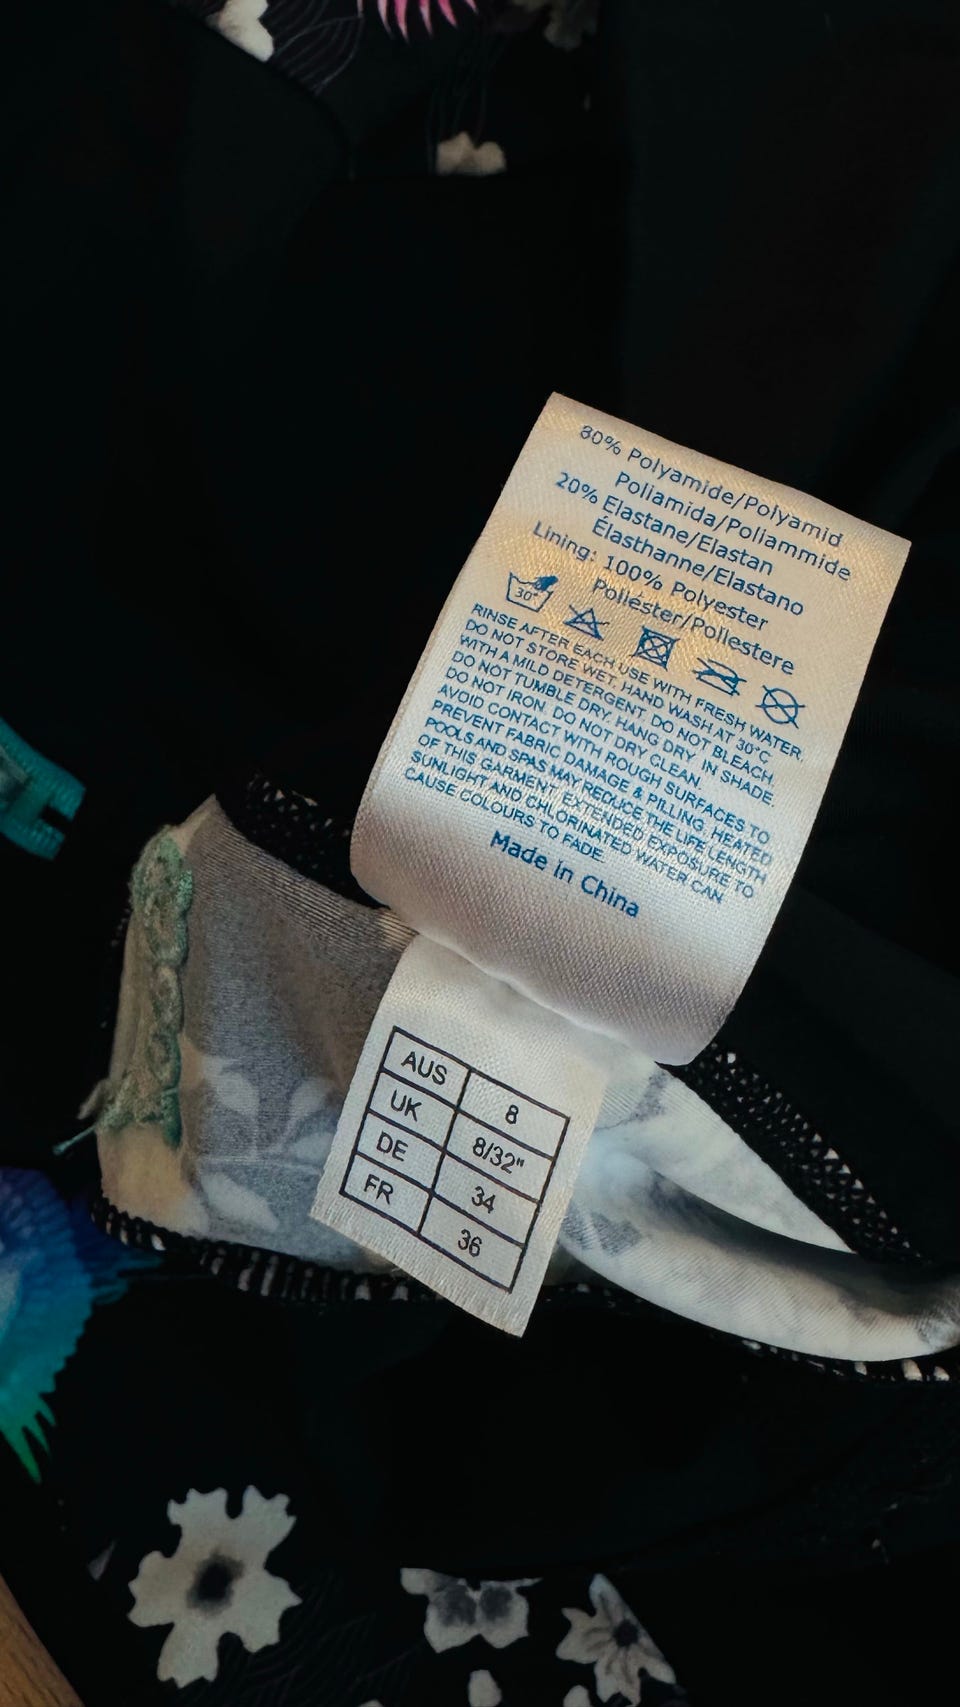 80% Polyamide/Polyamid
Poliamida/Poliammide
20% Elastane/Elastan
Élasthanne/Elastano
Lining: 100% Polyester
Poliéster/Poliestere
30°
RINSE AFTER EACH USE WITH FRESH WATER.
DO NOT STORE WET. HAND WASH AT 30°C
WITH A MILD DETERGENT. DO NOT BLEACH.
DO NOT TUMBLE DRY. HANG DRY IN SHADE.
DO NOT IRON. DO NOT DRY CLEAN.
AVOID CONTACT WITH ROUGH SURFACES TO
PREVENT FABRIC DAMAGE & PILLING. HEATED
POOLS AND SPAS MAY REDUCE THE LIFE LENGTH
OF THIS GARMENT. EXTENDED EXPOSURE TO
SUNLIGHT AND CHLORINATED WATER CAN
CAUSE COLOURS TO FADE.
Made in China
AUS 8
UK 8/32"
DE 34
FR 36